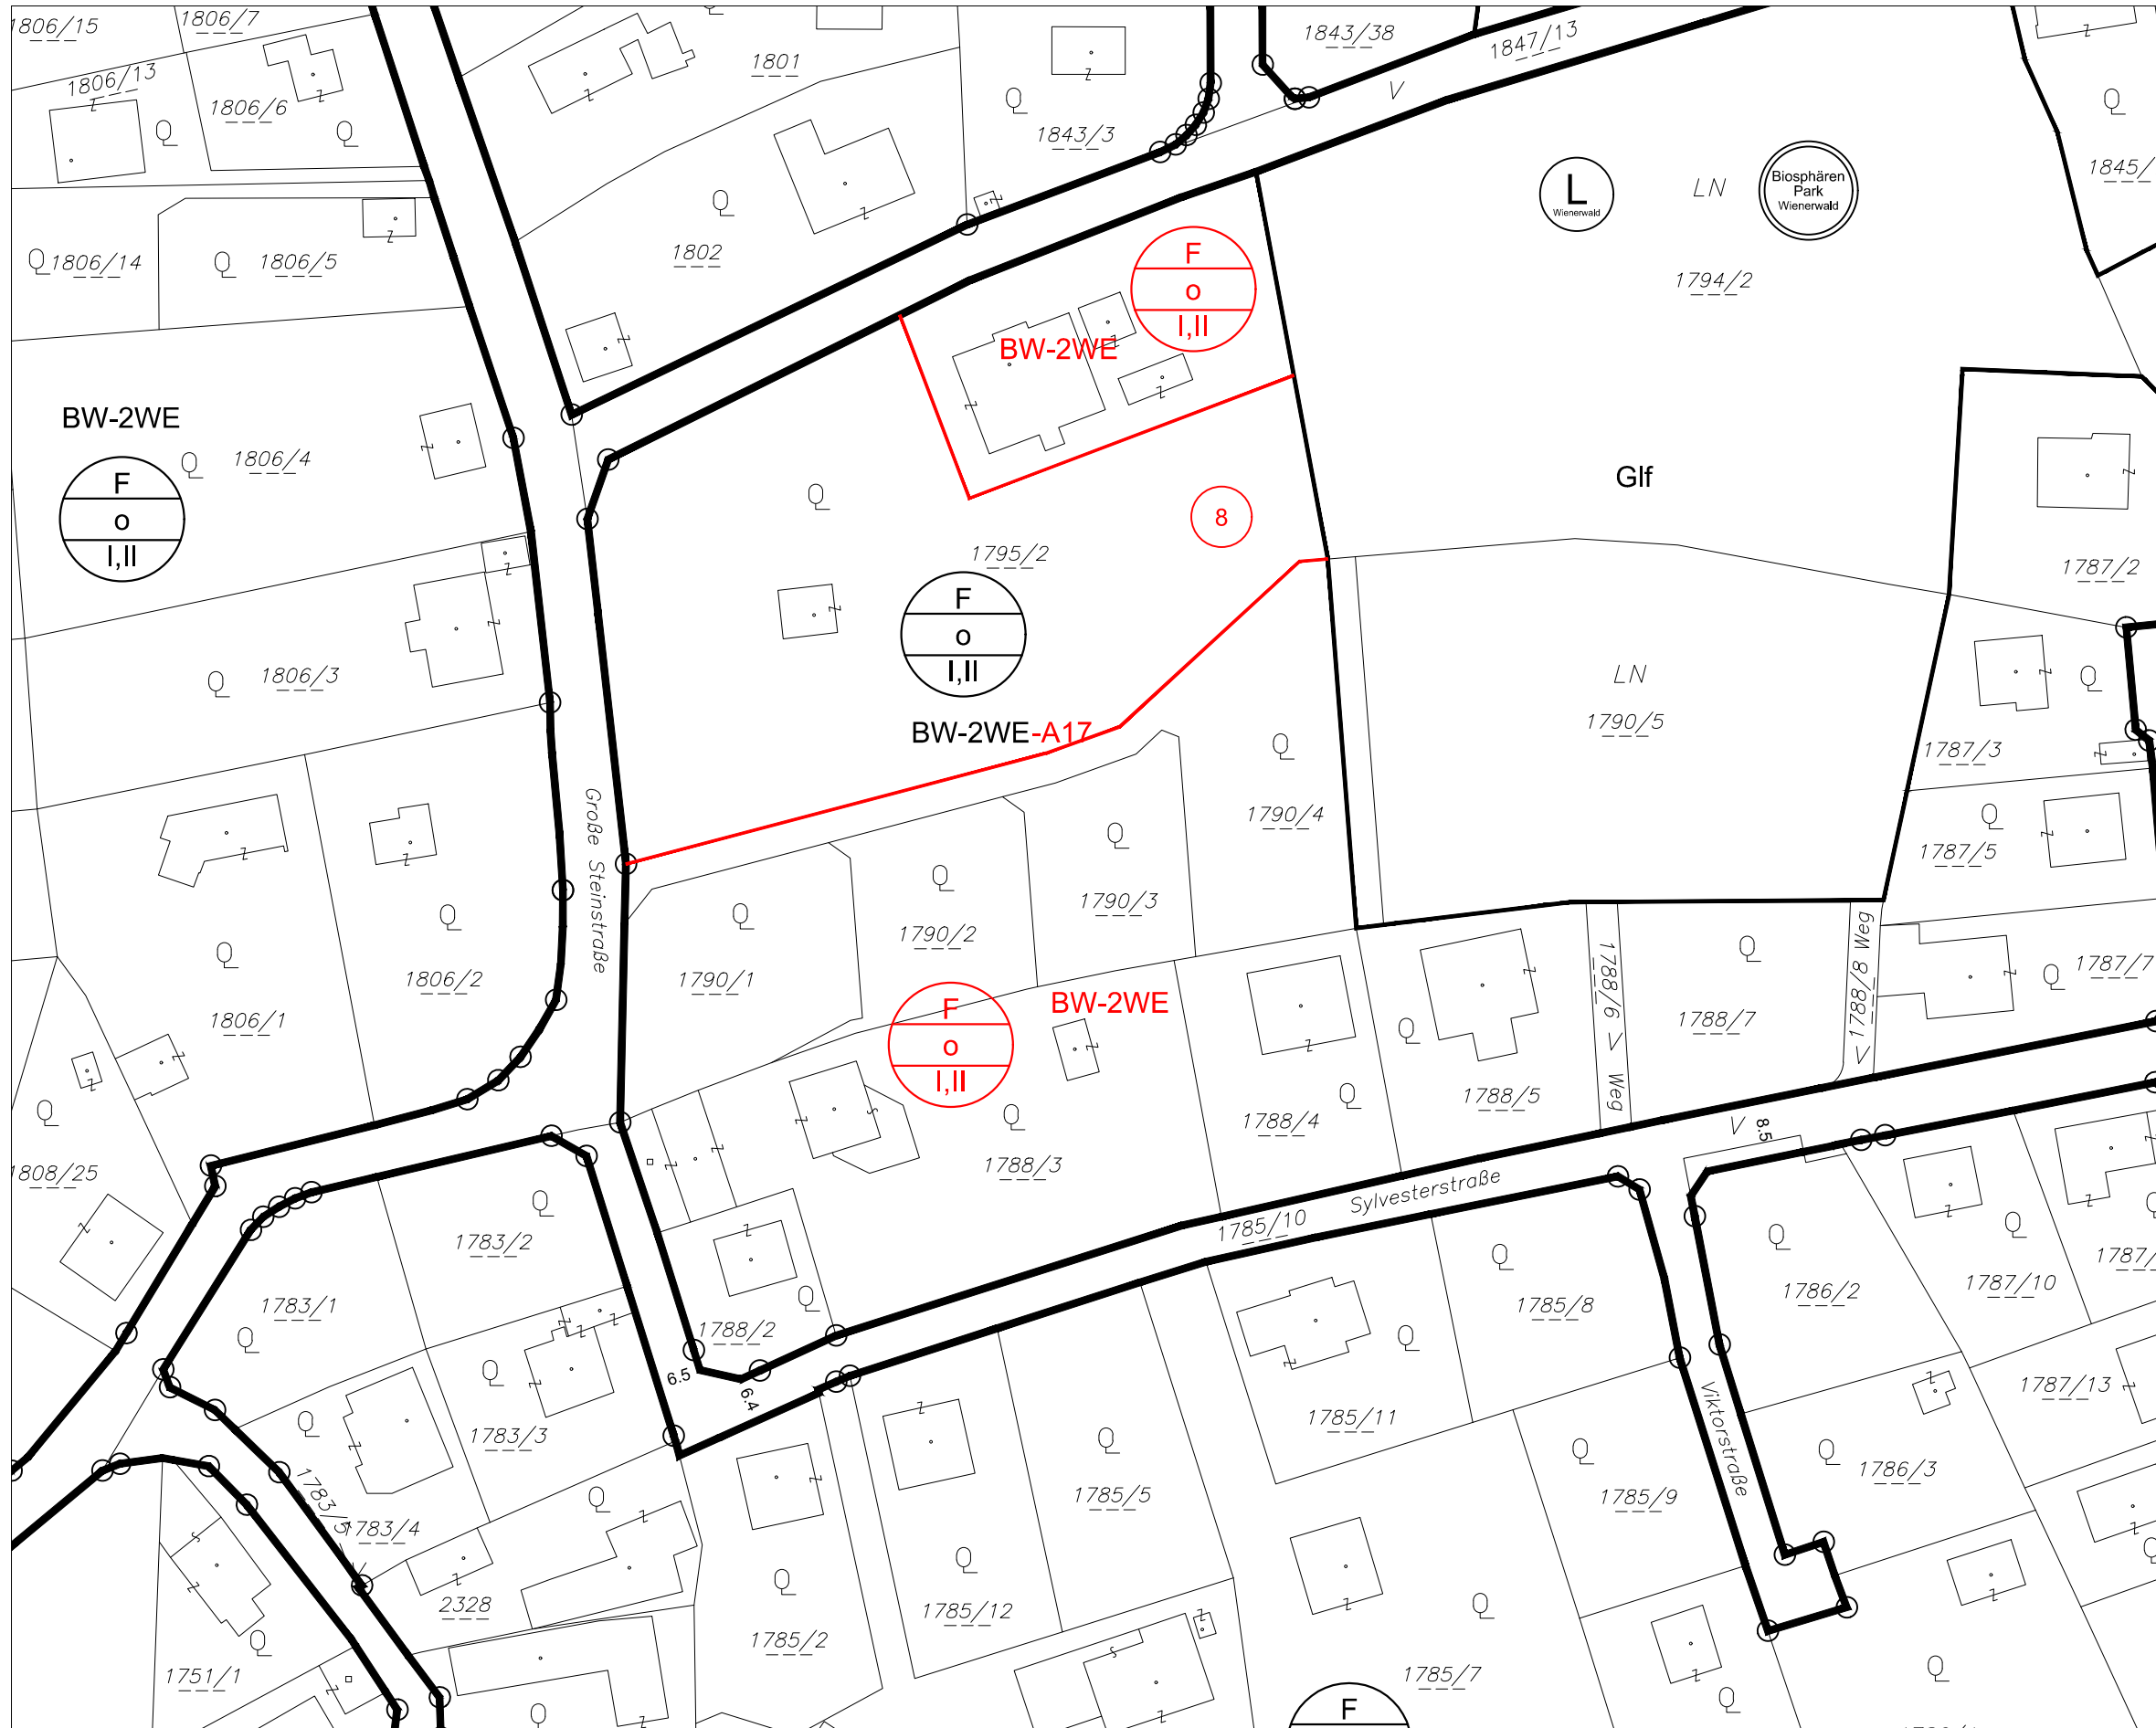 1806/15
1806/7
1806/13
1806/6
1801
1843/38
1847/13
V
1843/3
1845/
L
Wienerwald
LN
Biosphären
Park
Wienerwald
1806/14
1806/5
1802
F
o
I,II
1794/2
BW-2WE
BW-2WE
1806/4
F
o
I,II
Glf
8
1795/2
1787/2
F
o
I,II
1806/3
LN
1790/5
BW-2WE-A17
1787/3
1790/4
Große Steinstraße
1787/5
1790/3
1790/2
1806/2
1790/1
1806/1
BW-2WE
F
o
I,II
1788/6 > Weg
< 1788/8 Weg
1787/7
1788/7
1788/5
1788/4
V
8.5
1788/3
1808/25
Sylvesterstraße
1785/10
1783/2
1787/
1787/10
1786/2
1783/1
1785/8
1788/2
6.5
6.4
1787/13
Viktorstraße
1785/11
1783/3
1786/3
1785/9
1785/5
1783/5
1783/4
2328
1785/12
1785/2
1751/1
1785/7
F